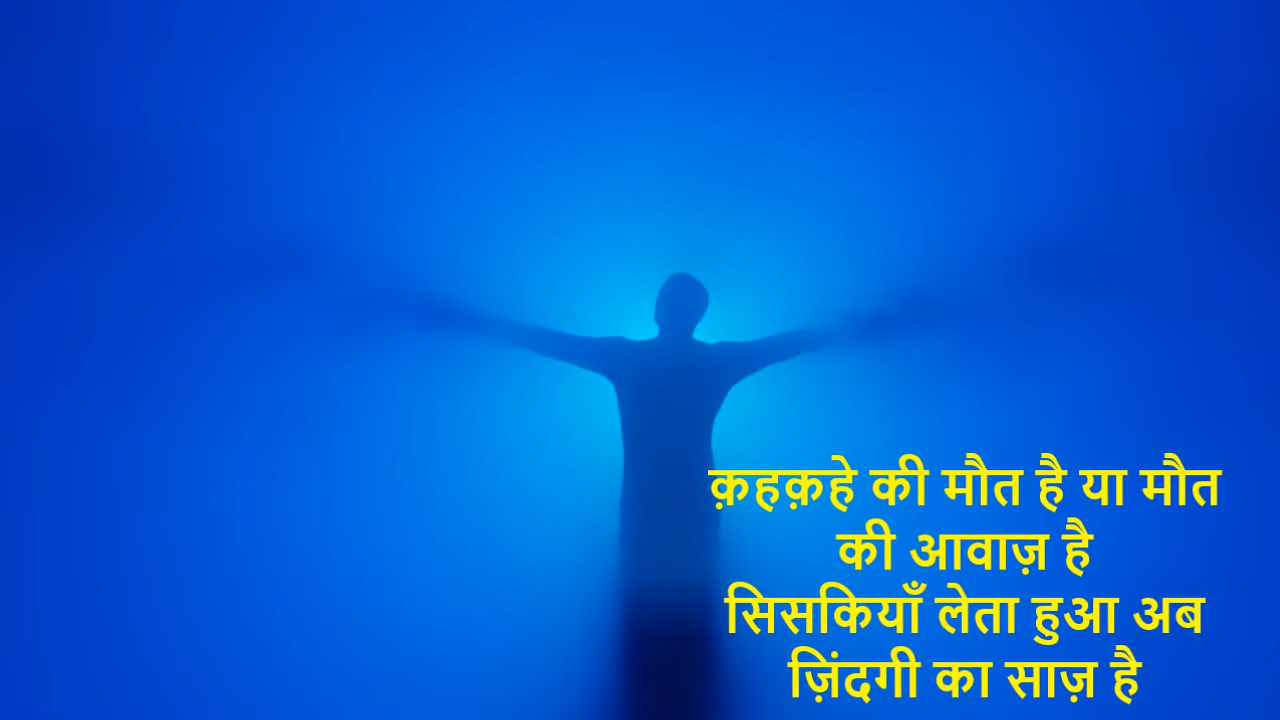 क़हक़हे की मौत है या मौत
की आवाज़ है
सिसकियाँ लेता हुआ अब
ज़िंदगी का साज़ है